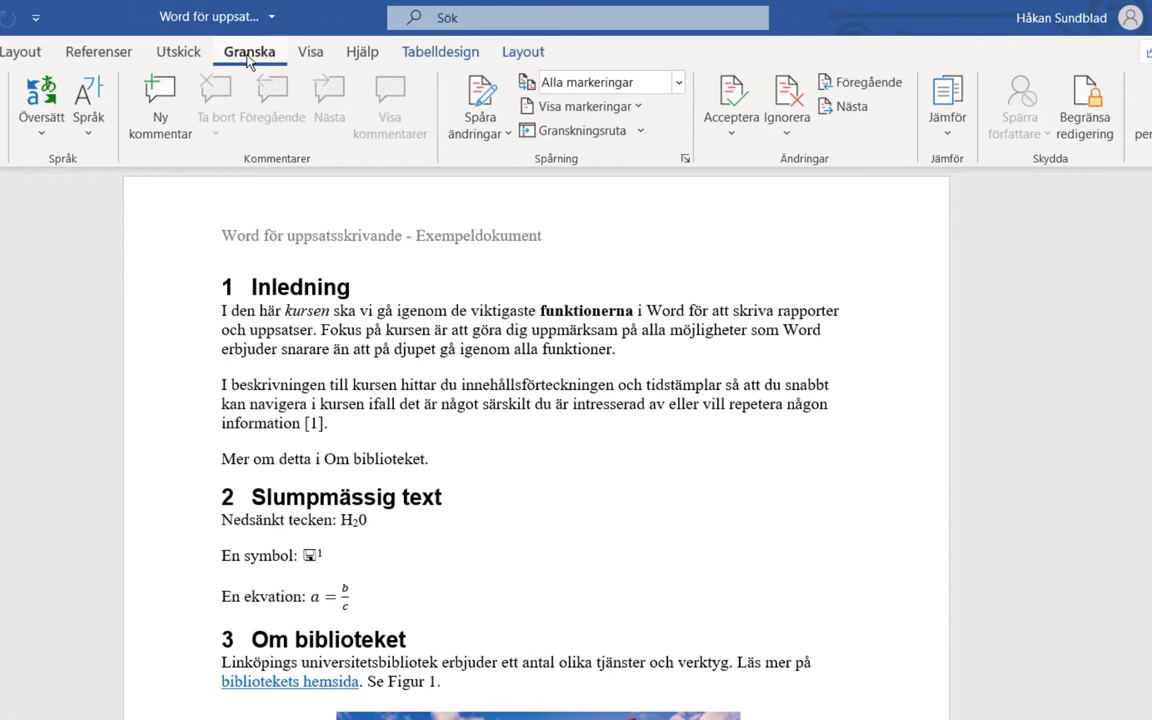 Word för uppsat...
Sök
Håkan Sundblad
Layout Referenser Utskick Granska Visa Hjälp Tabelldesign Layout
Översätt Språk
Ny kommentar
Ta bort Föregående Nästa
Visa kommentarer
Spåra ändringar
Alla markeringar
Visa markeringar
Granskningsruta
Acceptera Ignorera
Föregående
Nästa
Jämför
Spärra författare
Begränsa redigering
Språk Kommentarer Spårning Ändringar Jämför Skydda
Word för uppsatsskrivande - Exempeldokument
1 Inledning
I den här kursen ska vi gå igenom de viktigaste funktionerna i Word för att skriva rapporter
och uppsatser. Fokus på kursen är att göra dig uppmärksam på alla möjligheter som Word
erbjuder snarare än att på djupet gå igenom alla funktioner.
I beskrivningen till kursen hittar du innehållsförteckningen och tidstämplar så att du snabbt
kan navigera i kursen ifall det är något särskilt du är intresserad av eller vill repetera någon
information [1].
Mer om detta i Om biblioteket.
2 Slumpmässig text
Nedsänkt tecken: H₂0
En symbol: 🖫¹
En ekvation: a = b/c
3 Om biblioteket
Linköpings universitetsbibliotek erbjuder ett antal olika tjänster och verktyg. Läs mer på
bibliotekets hemsida. Se Figur 1.